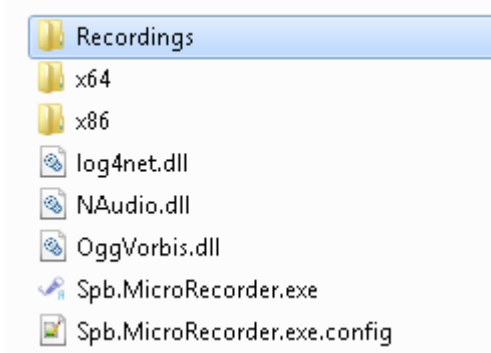 Recordings
x64
x86
log4net.dll
NAudio.dll
OggVorbis.dll
Spb.MicroRecorder.exe
Spb.MicroRecorder.exe.config